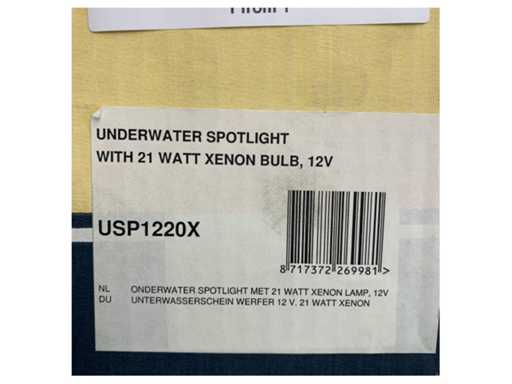 UNDERWATER SPOTLIGHT
WITH 21 WATT XENON BULB, 12V
USP1220X
8 717372 269981 >
NL ONDERWATER SPOTLIGHT MET 21 WATT XENON LAMP, 12V
DU UNTERWASSERSCHEIN WERFER 12 V. 21 WATT XENON